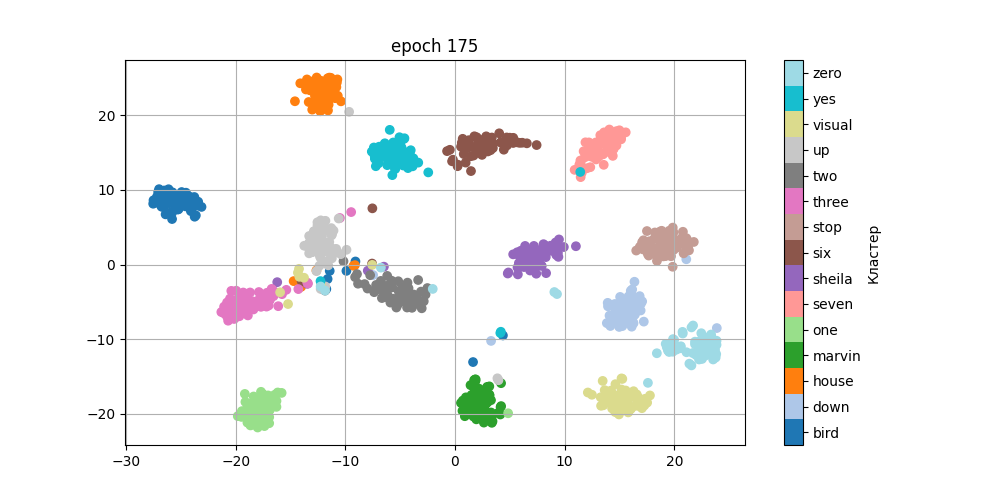 epoch 175
20
10
0
−10
−20
−30
−20
−10
0
10
20
zero
yes
visual
up
two
three
stop
six
sheila
seven
one
marvin
house
down
bird
Кластер